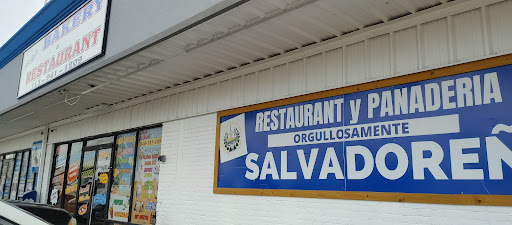 BAKERY
&
RESTAURANT
RESTAURANT y PANADERIA
ORGULLOSAMENTE
SALVADOREÑ